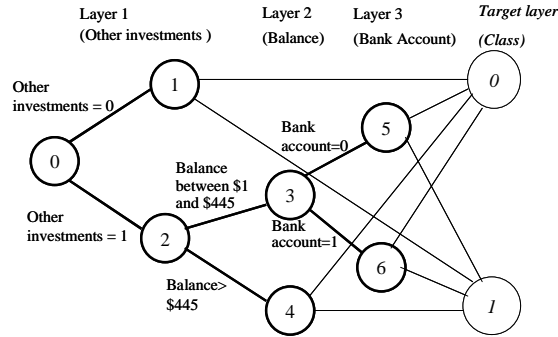 Layer 1
(Other investments )
Layer 2
(Balance)
Layer 3
(Bank Account)
Target layer
(Class)
Other
investments = 0
0
1
Other
investments = 1
2
Balance
between $1
and $445
3
Balance>
$445
4
Bank
account=0
5
Bank
account=1
6
0
1